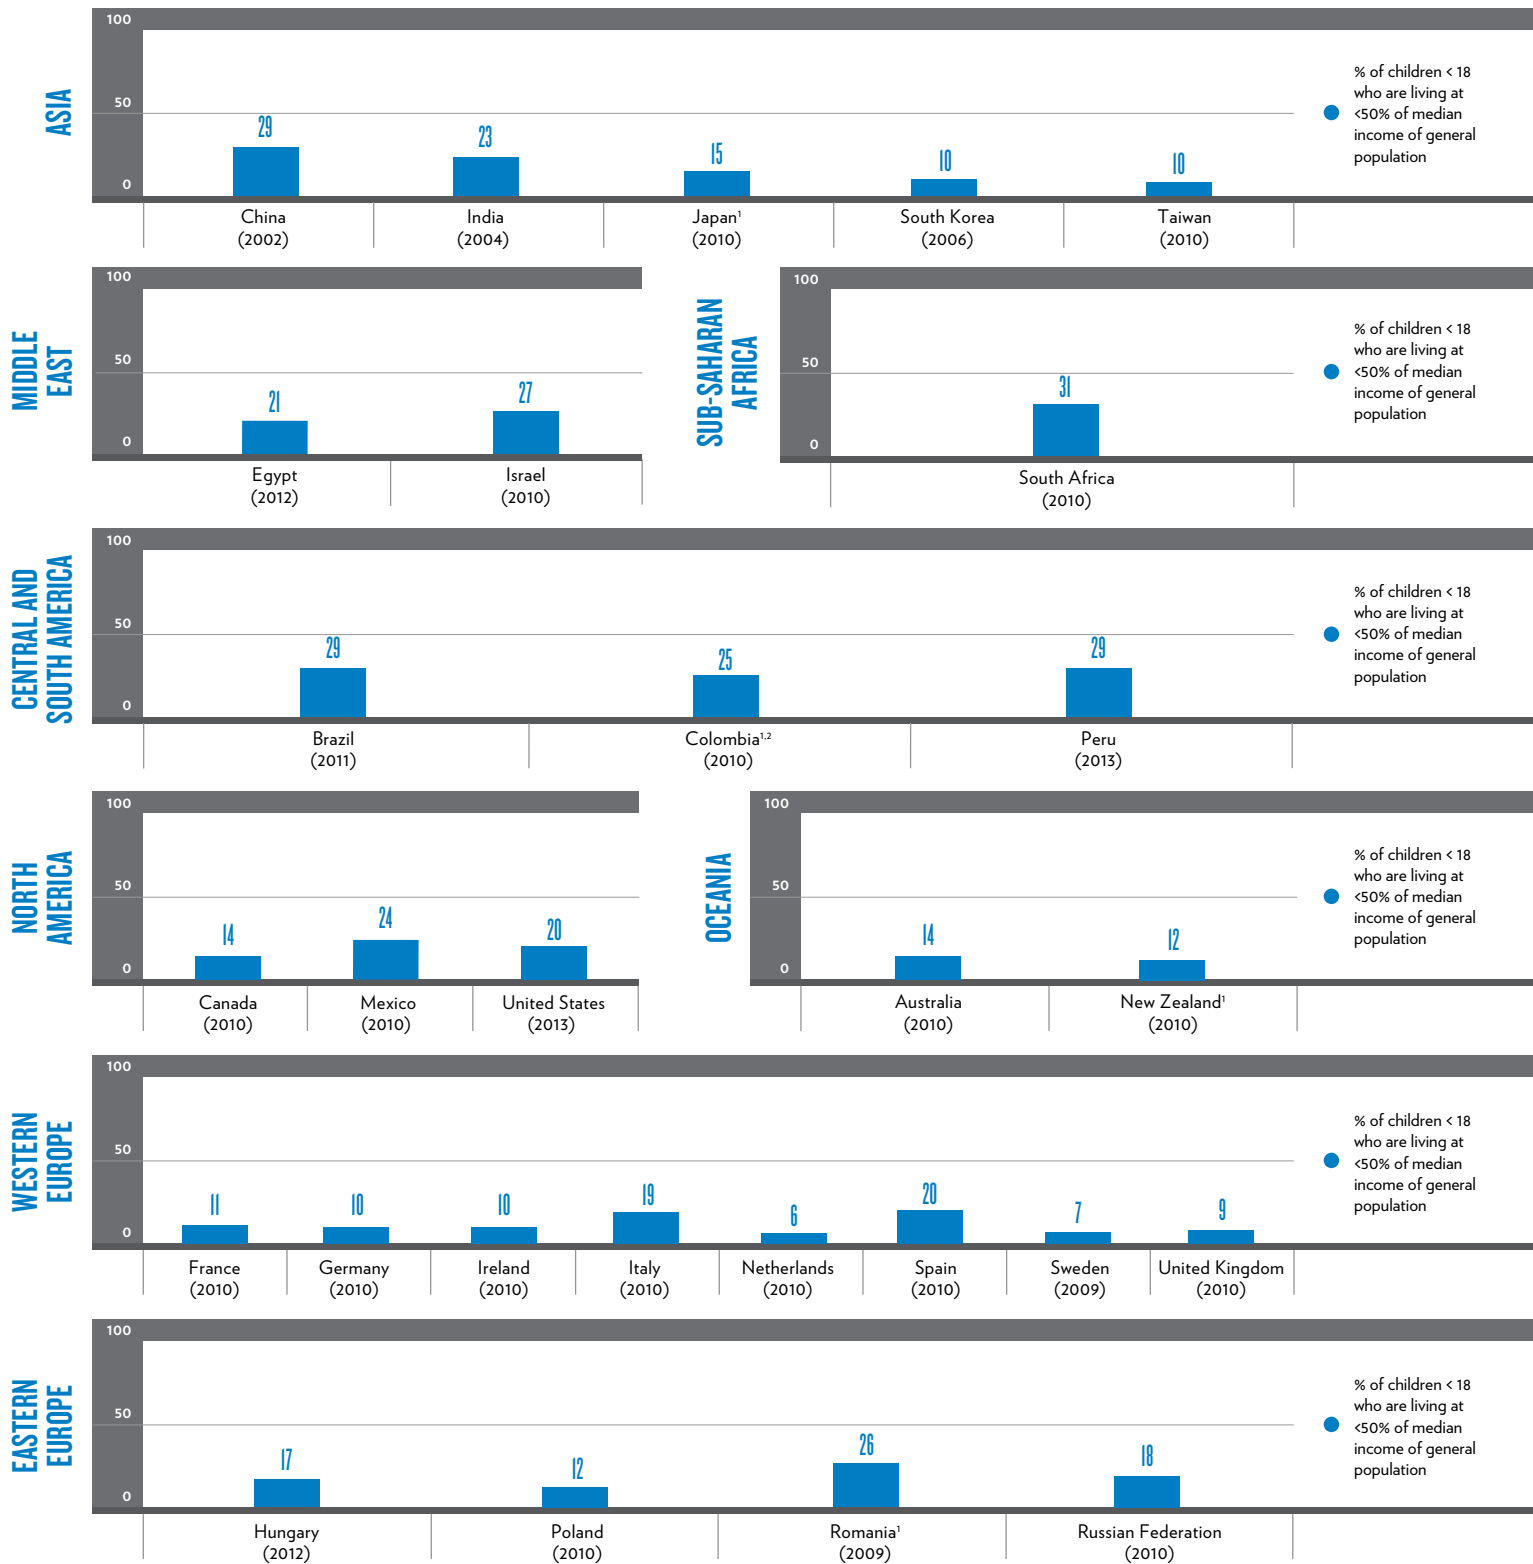 ASIA
100
50
0
29
23
15
10
10
China
(2002)
India
(2004)
Japan¹
(2010)
South Korea
(2006)
Taiwan
(2010)
% of children < 18
who are living at
<50% of median
income of general
population
MIDDLE
EAST
100
50
0
21
27
Egypt
(2012)
Israel
(2010)
SUB-SAHARAN
AFRICA
100
50
0
31
South Africa
(2010)
% of children < 18
who are living at
<50% of median
income of general
population
CENTRAL AND
SOUTH AMERICA
100
50
0
29
25
29
Brazil
(2011)
Colombia¹,²
(2010)
Peru
(2013)
% of children < 18
who are living at
<50% of median
income of general
population
NORTH
AMERICA
100
50
0
14
24
20
Canada
(2010)
Mexico
(2010)
United States
(2013)
OCEANIA
100
50
0
14
12
Australia
(2010)
New Zealand¹
(2010)
% of children < 18
who are living at
<50% of median
income of general
population
WESTERN
EUROPE
100
50
0
11
10
10
19
6
20
7
9
France
(2010)
Germany
(2010)
Ireland
(2010)
Italy
(2010)
Netherlands
(2010)
Spain
(2010)
Sweden
(2009)
United Kingdom
(2010)
% of children < 18
who are living at
<50% of median
income of general
population
EASTERN
EUROPE
100
50
0
17
12
26
18
Hungary
(2012)
Poland
(2010)
Romania¹
(2009)
Russian Federation
(2010)
% of children < 18
who are living at
<50% of median
income of general
population